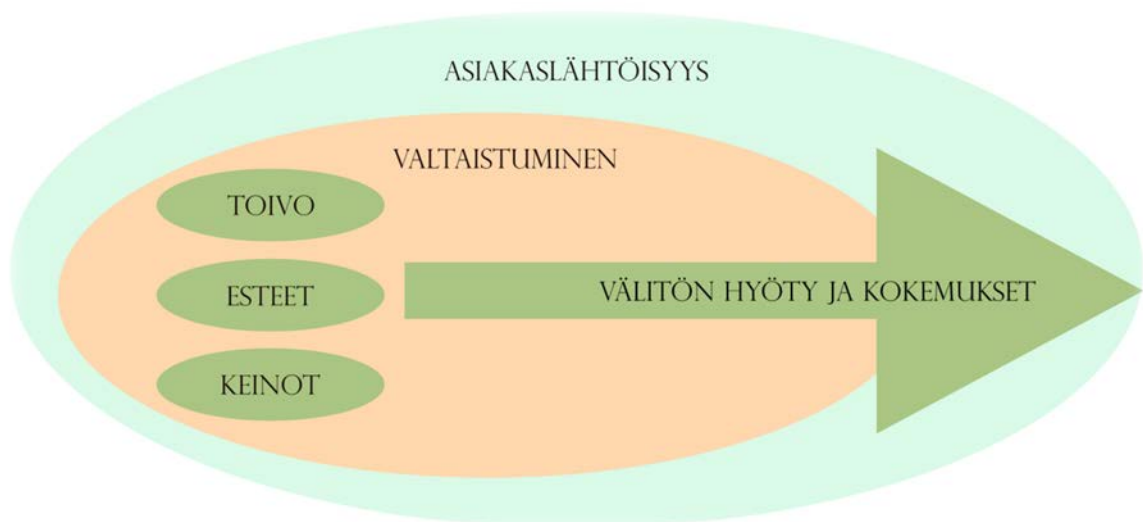 ASIAKASLÄHTÖISYYS
VALTAISTUMINEN
TOIVO
ESTEET
VÄLITÖN HYÖTY JA KOKEMUKSET
KEINOT